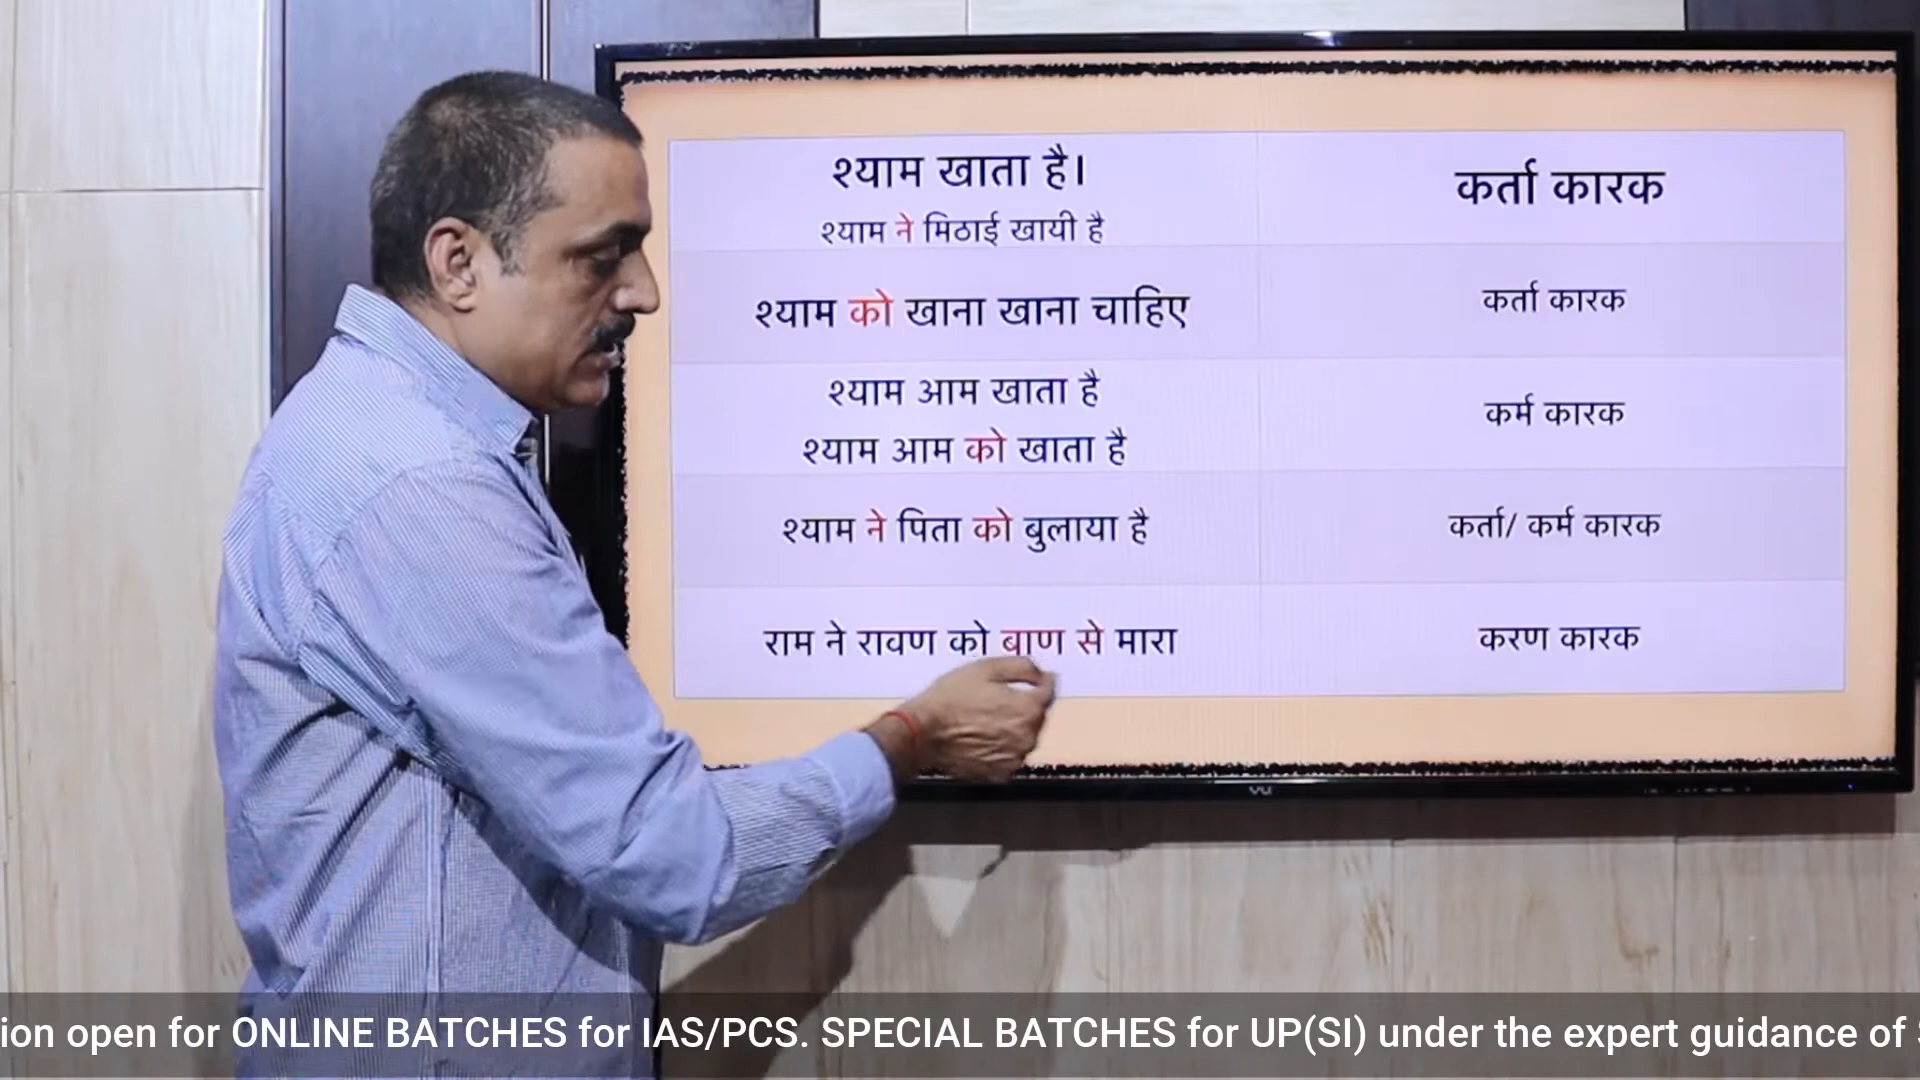 श्याम खाता है।
कर्ता कारक
श्याम ने मिठाई खायी है
श्याम को खाना खाना चाहिए
कर्ता कारक
श्याम आम खाता है
कर्म कारक
श्याम आम को खाता है
श्याम ने पिता को बुलाया है
कर्ता/ कर्म कारक
राम ने रावण को बाण से मारा
करण कारक
VU
ion open for ONLINE BATCHES for IAS/PCS. SPECIAL BATCHES for UP(SI) under the expert guidance of